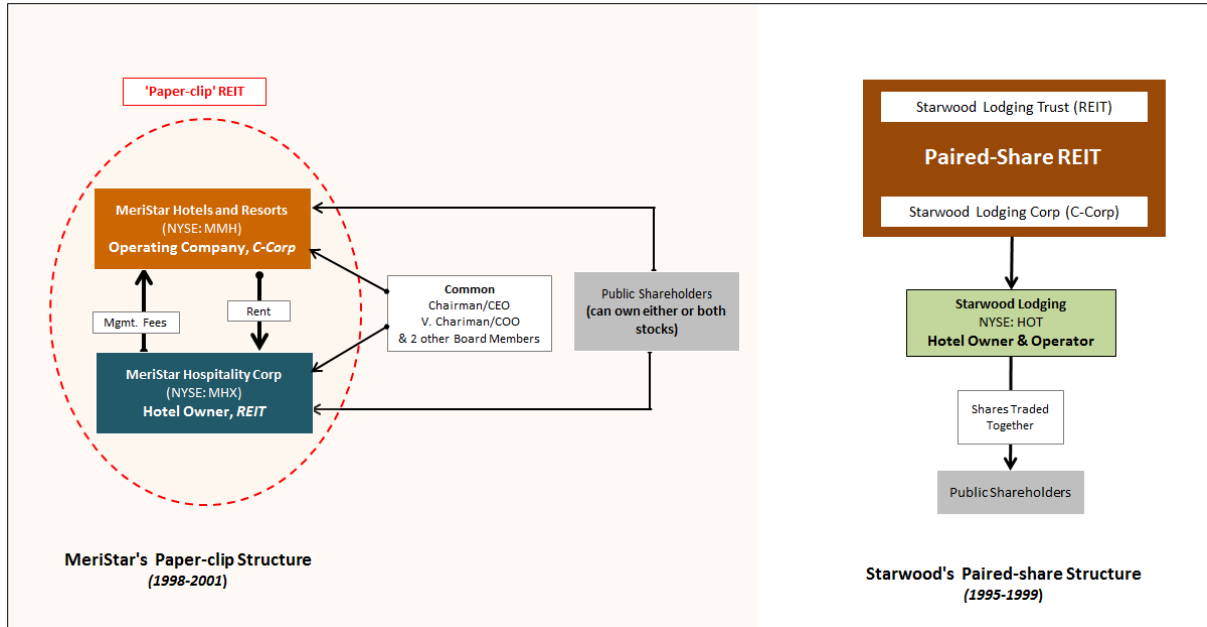 'Paper-clip' REIT
MeriStar Hotels and Resorts
(NYSE: MMH)
Operating Company, C-Corp
Mgmt. Fees
Rent
MeriStar Hospitality Corp
(NYSE: MHX)
Hotel Owner, REIT
Common
Chairman/CEO
V. Chariman/COO
& 2 other Board Members
Public Shareholders
(can own either or both
stocks)
MeriStar's Paper-clip Structure
(1998-2001)
Starwood Lodging Trust (REIT)
Paired-Share REIT
Starwood Lodging Corp (C-Corp)
Starwood Lodging
NYSE: HOT
Hotel Owner & Operator
Shares Traded
Together
Public Shareholders
Starwood's Paired-share Structure
(1995-1999)